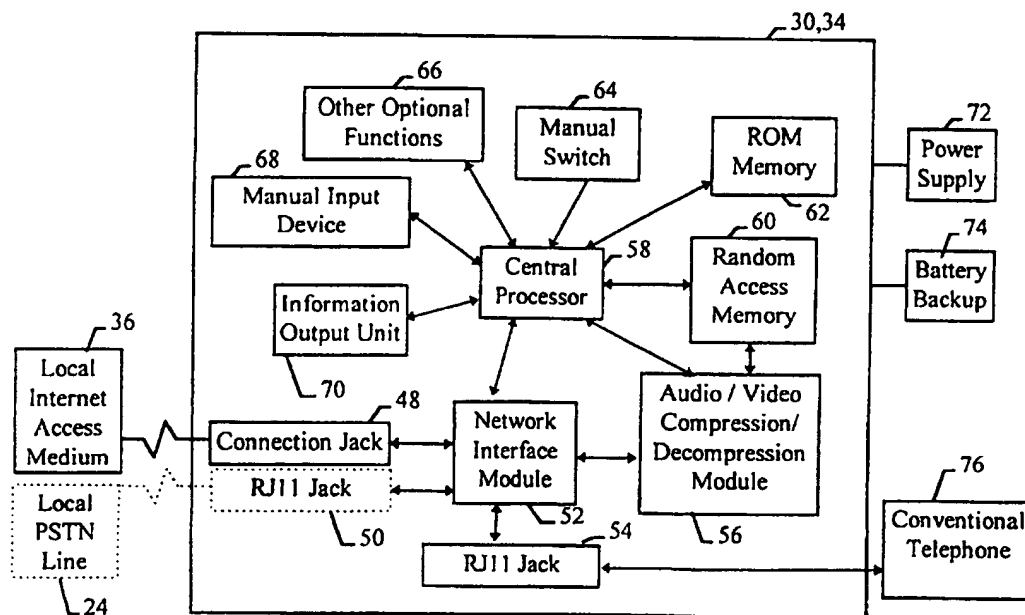 30,34
66
Other Optional
Functions
64
Manual
Switch
ROM
Memory
62
72
Power
Supply
68
Manual Input
Device
60
Random
Access
Memory
58
Central
Processor
74
Battery
Backup
Information
Output Unit
70
36
Local
Internet
Access
Medium
48
Connection Jack
Network
Interface
Module
52
Audio / Video
Compression/
Decompression
Module
56
RJ11 Jack
50
Local
PSTN
Line
24
54
RJ11 Jack
76
Conventional
Telephone